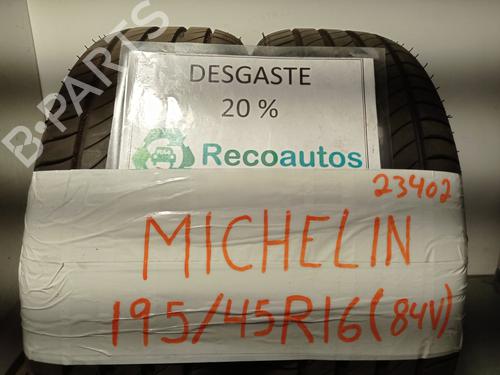 B-PARTS
DESGASTE
20 %
Recoautos
23402
MICHELIN
195/45R16(84V)